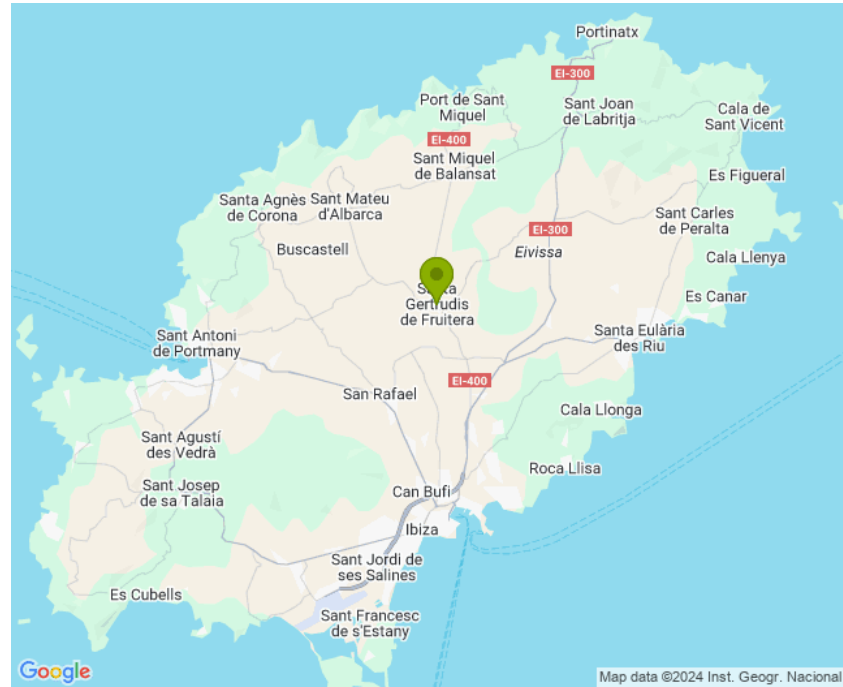 Portinatx
EI-300
Port de Sant
Miquel
Sant Joan
de Labritja
Cala de
Sant Vicent
EI-400
Sant Miquel
de Balansat
Es Figueral
Santa Agnès
de Corona
Sant Mateu
d'Albarca
Sant Carles
de Peralta
EI-300
Buscastell
Eivissa
Cala Llenya
Gertrudis
de Fruitera
Es Canar
Sant Antoni
de Portmany
Santa Eulària
des Riu
EI-400
San Rafael
Cala Llonga
Sant Agustí
des Vedrà
Roca Llisa
Sant Josep
de sa Talaia
Can Bufi
Ibiza
Sant Jordi de
ses Salines
Es Cubells
Sant Francesc
de s'Estany
Google
Map data ©2024 Inst. Geogr. Nacional